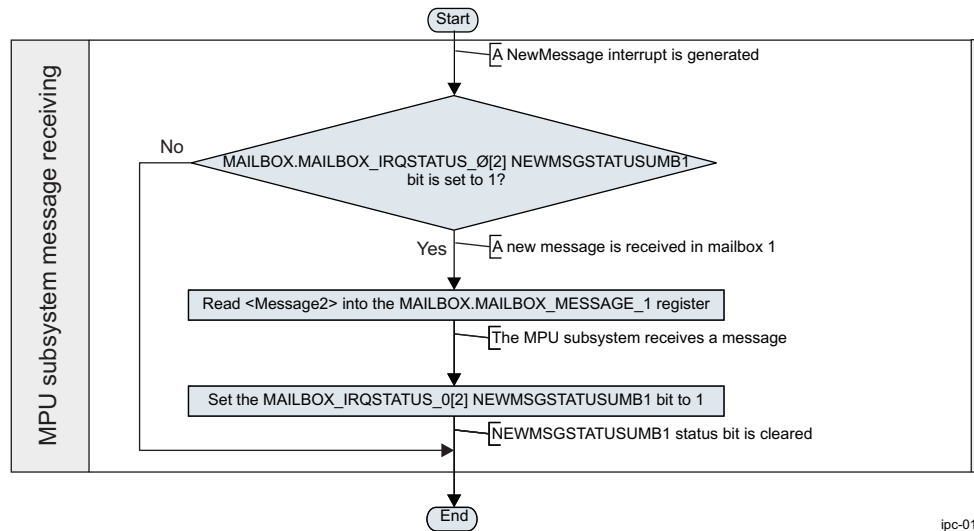 Start
A NewMessage interrupt is generated
MPU subsystem message receiving
No
MAILBOX.MAILBOX_IRQSTATUS_Ø[2] NEWMSGSTATUSUMB1
bit is set to 1?
Yes
A new message is received in mailbox 1
Read <Message2> into the MAILBOX.MAILBOX_MESSAGE_1 register
The MPU subsystem receives a message
Set the MAILBOX_IRQSTATUS_0[2] NEWMSGSTATUSUMB1 bit to 1
NEWMSGSTATUSUMB1 status bit is cleared
End
ipc-01